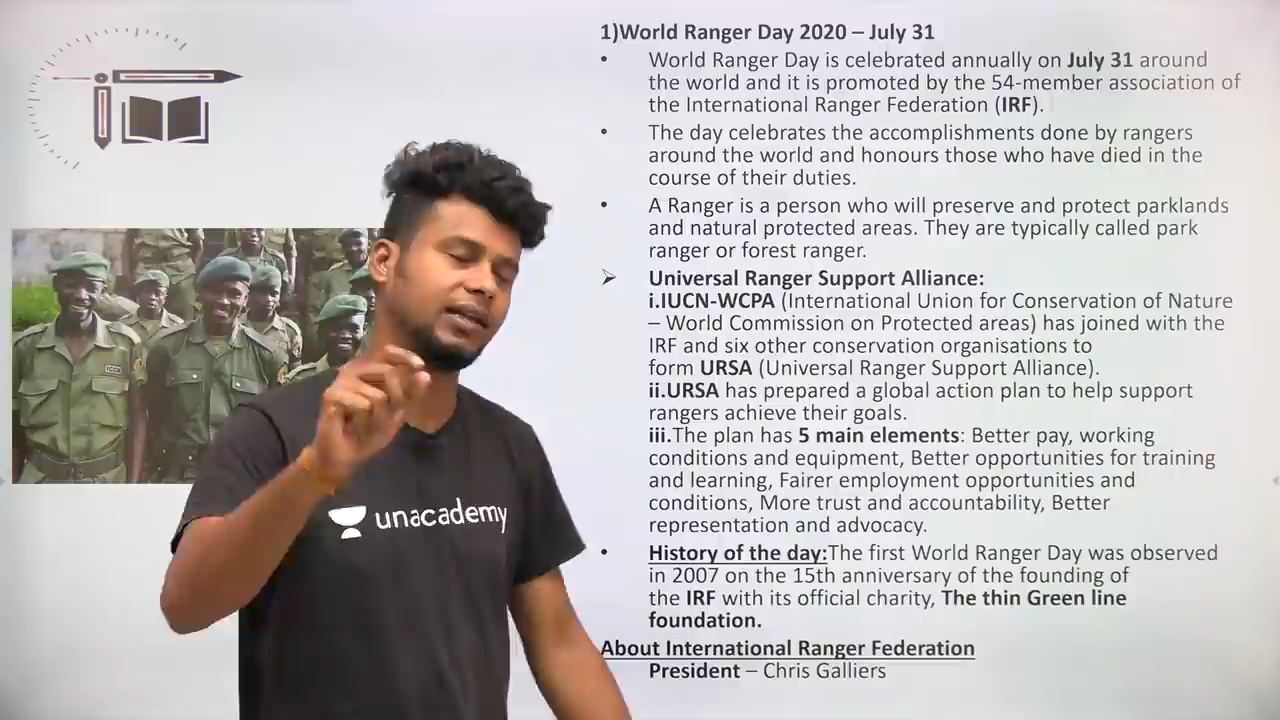 1)World Ranger Day 2020 – July 31
• World Ranger Day is celebrated annually on July 31 around
the world and it is promoted by the 54-member association of
the International Ranger Federation (IRF).
• The day celebrates the accomplishments done by rangers
around the world and honours those who have died in the
course of their duties.
• A Ranger is a person who will preserve and protect parklands
and natural protected areas. They are typically called park
ranger or forest ranger.
➢ Universal Ranger Support Alliance:
i.IUCN-WCPA (International Union for Conservation of Nature
– World Commission on Protected areas) has joined with the
IRF and six other conservation organisations to
form URSA (Universal Ranger Support Alliance).
ii.URSA has prepared a global action plan to help support
rangers achieve their goals.
iii.The plan has 5 main elements: Better pay, working
conditions and equipment, Better opportunities for training
and learning, Fairer employment opportunities and
conditions, More trust and accountability, Better
representation and advocacy.
• History of the day:The first World Ranger Day was observed
in 2007 on the 15th anniversary of the founding of
the IRF with its official charity, The thin Green line
foundation.
About International Ranger Federation
President – Chris Galliers
unacademy